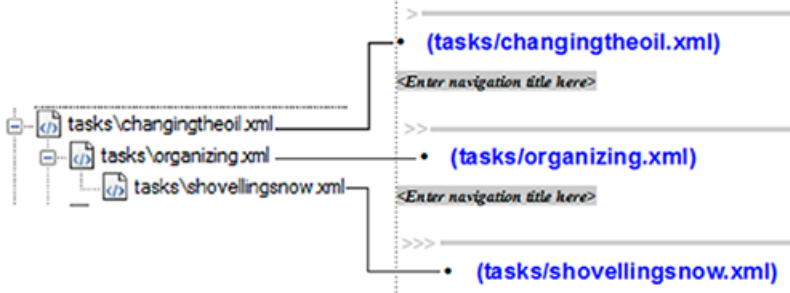 >
• (tasks/changingtheoil.xml)
<Enter navigation title here>
tasks\changingtheoil.xml
>>
tasks\organizing.xml
• (tasks/organizing.xml)
tasks\shovellingsnow.xml
<Enter navigation title here>
>>>
• (tasks/shovellingsnow.xml)